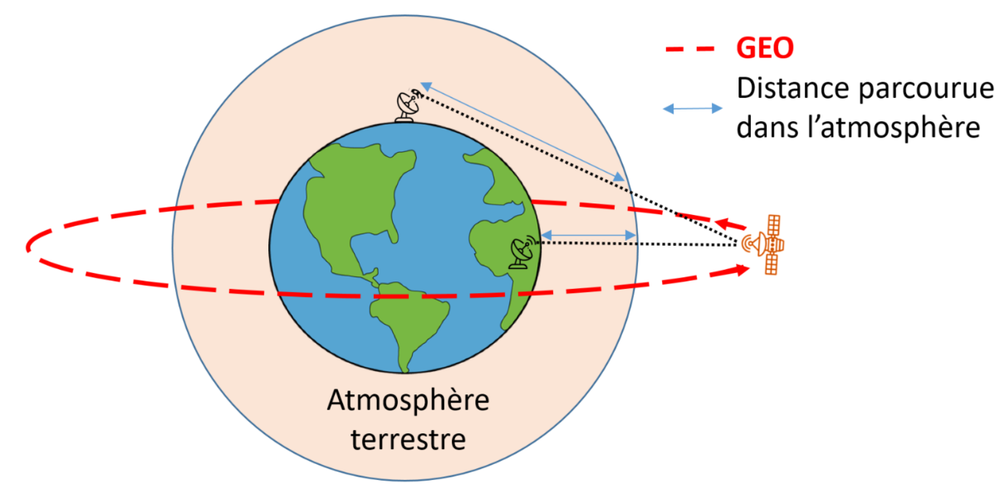 GEO
Distance parcourue
dans l’atmosphère
Atmosphère
terrestre